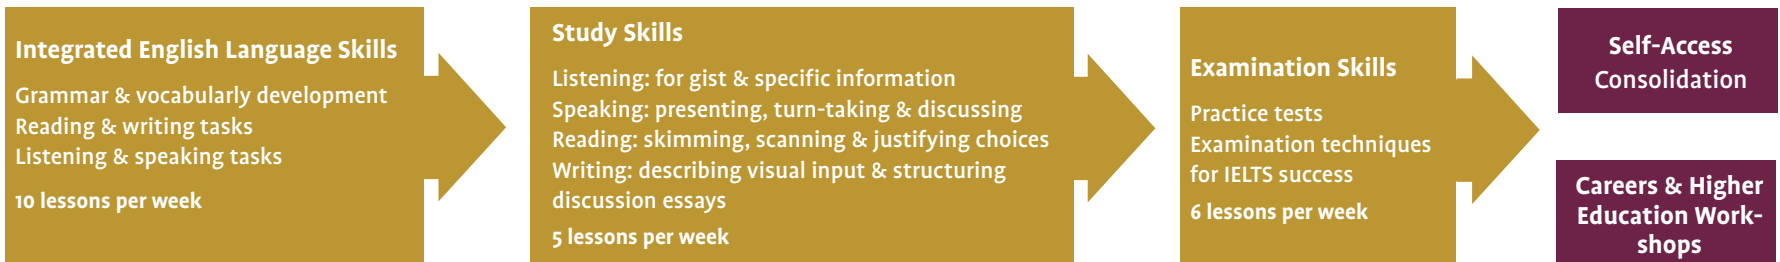 Integrated English Language Skills
Grammar & vocabularly development
Reading & writing tasks
Listening & speaking tasks
10 lessons per week
Study Skills
Listening: for gist & specific information
Speaking: presenting, turn-taking & discussing
Reading: skimming, scanning & justifying choices
Writing: describing visual input & structuring
discussion essays
5 lessons per week
Examination Skills
Practice tests
Examination techniques
for IELTS success
6 lessons per week
Self-Access
Consolidation
Careers & Higher
Education Work-
shops